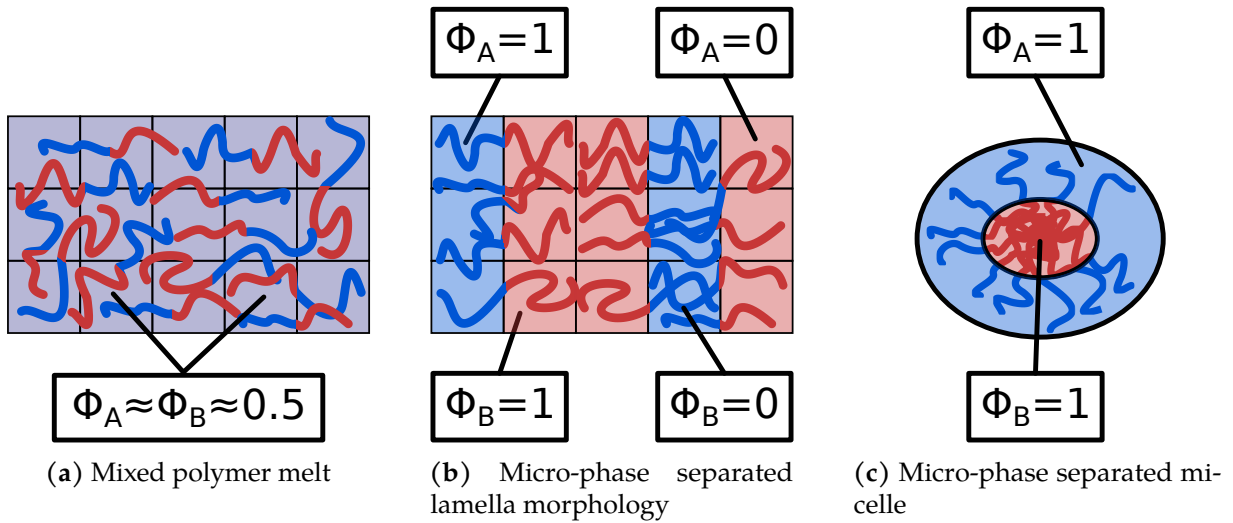 Φ_A=1
Φ_A=0
Φ_A=1
Φ_A≈Φ_B≈0.5
Φ_B=1
Φ_B=0
Φ_B=1
(a) Mixed polymer melt
(b) Micro-phase separated
lamella morphology
(c) Micro-phase separated mi-
celle